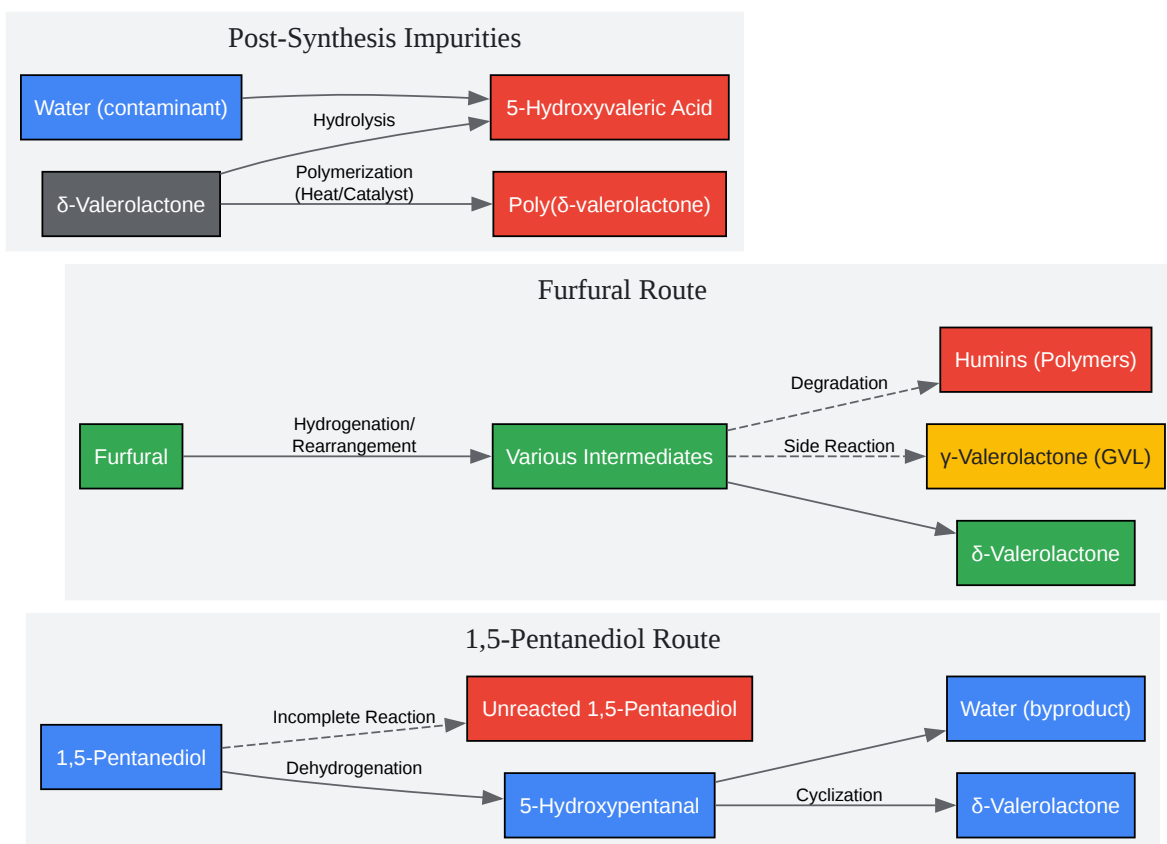 Post-Synthesis Impurities
Water (contaminant)
5-Hydroxyvaleric Acid
Hydrolysis
Polymerization
(Heat/Catalyst)
δ-Valerolactone
Poly(δ-valerolactone)
Furfural Route
Humins (Polymers)
Degradation
Hydrogenation/
Rearrangement
Furfural
Various Intermediates
Side Reaction
γ-Valerolactone (GVL)
δ-Valerolactone
1,5-Pentanediol Route
Incomplete Reaction
Unreacted 1,5-Pentanediol
Water (byproduct)
1,5-Pentanediol
Dehydrogenation
5-Hydroxypentanal
Cyclization
δ-Valerolactone